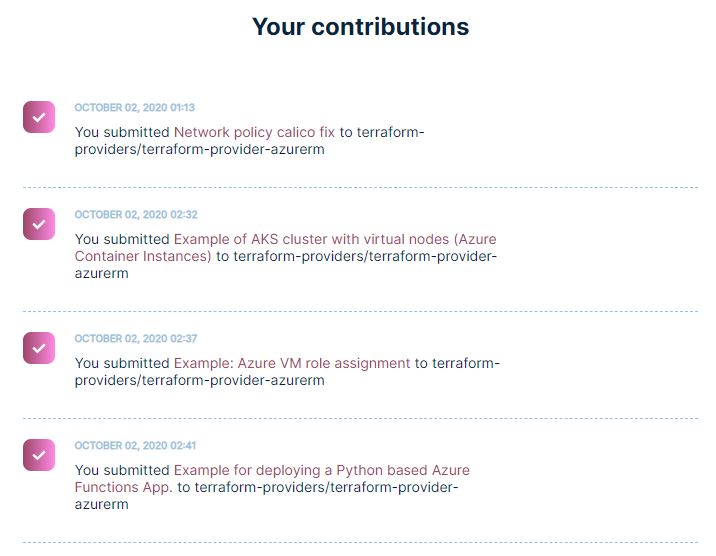 Your contributions
OCTOBER 02, 2020 01:13
You submitted Network policy calico fix to terraform-
providers/terraform-provider-azurerm
OCTOBER 02, 2020 02:32
You submitted Example of AKS cluster with virtual nodes (Azure
Container Instances) to terraform-providers/terraform-provider-
azurerm
OCTOBER 02, 2020 02:37
You submitted Example: Azure VM role assignment to terraform-
providers/terraform-provider-azurerm
OCTOBER 02, 2020 02:41
You submitted Example for deploying a Python based Azure
Functions App. to terraform-providers/terraform-provider-
azurerm